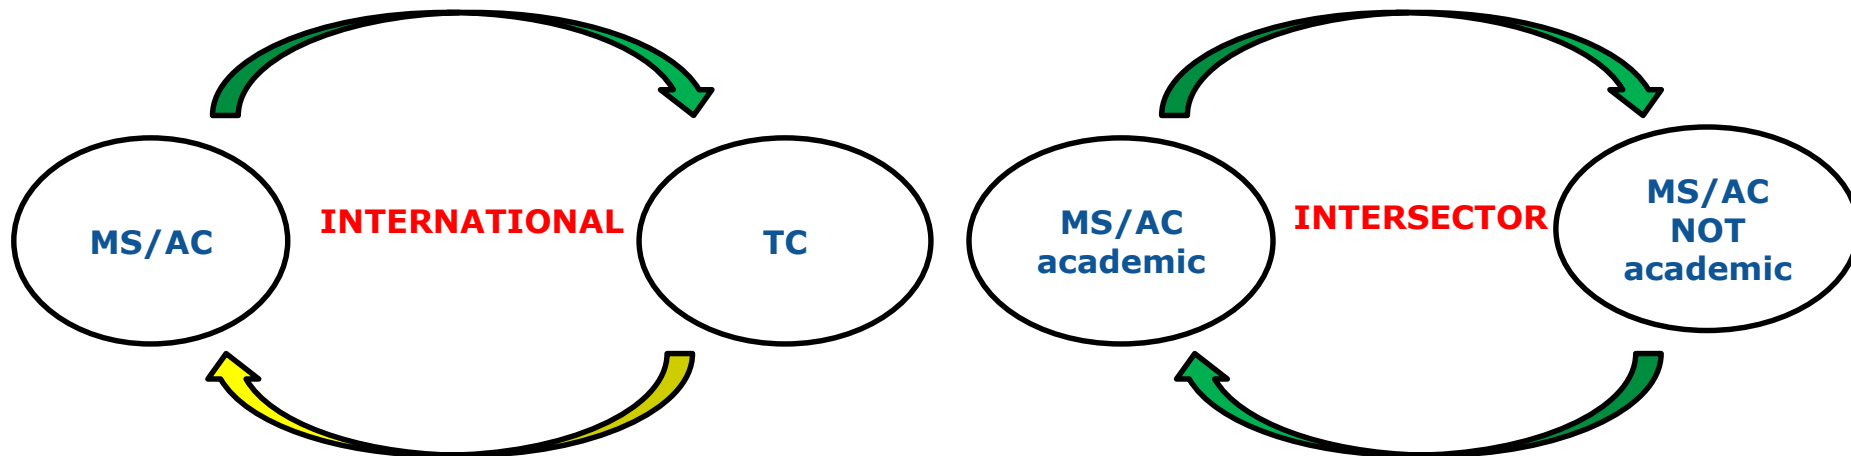 MS/AC
INTERNATIONAL
TC
MS/AC
academic
INTERSECTOR
MS/AC
NOT
academic